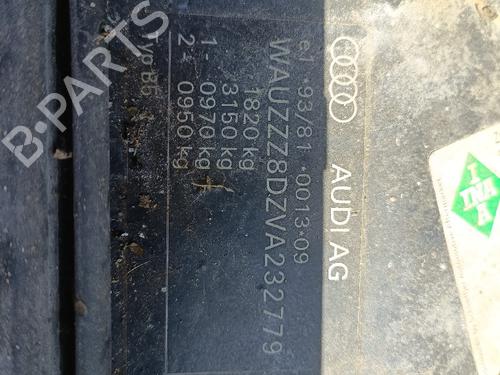 AUDI AG
e1*93/81*0013*09
WAUZZZ8DZVA232779
1820 kg
3150 kg
1- 0970 kg
2- 0950 kg
Typ B5
I
INA
A
B-PARTS